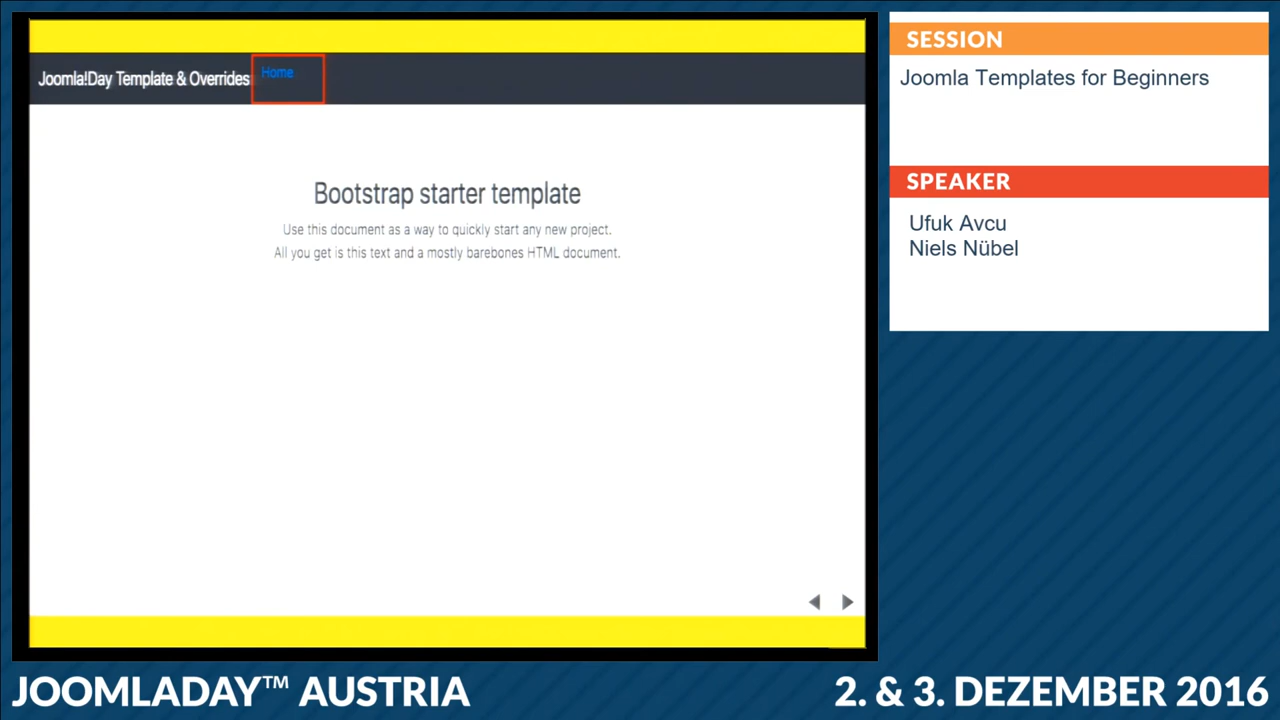 Joomla!Day Template & Overrides
Home
Bootstrap starter template
Use this document as a way to quickly start any new project.
All you get is this text and a mostly barebones HTML document.
SESSION
Joomla Templates for Beginners
SPEAKER
Ufuk Avcu
Niels Nübel
JOOMLADAY™ AUSTRIA
2. & 3. DEZEMBER 2016